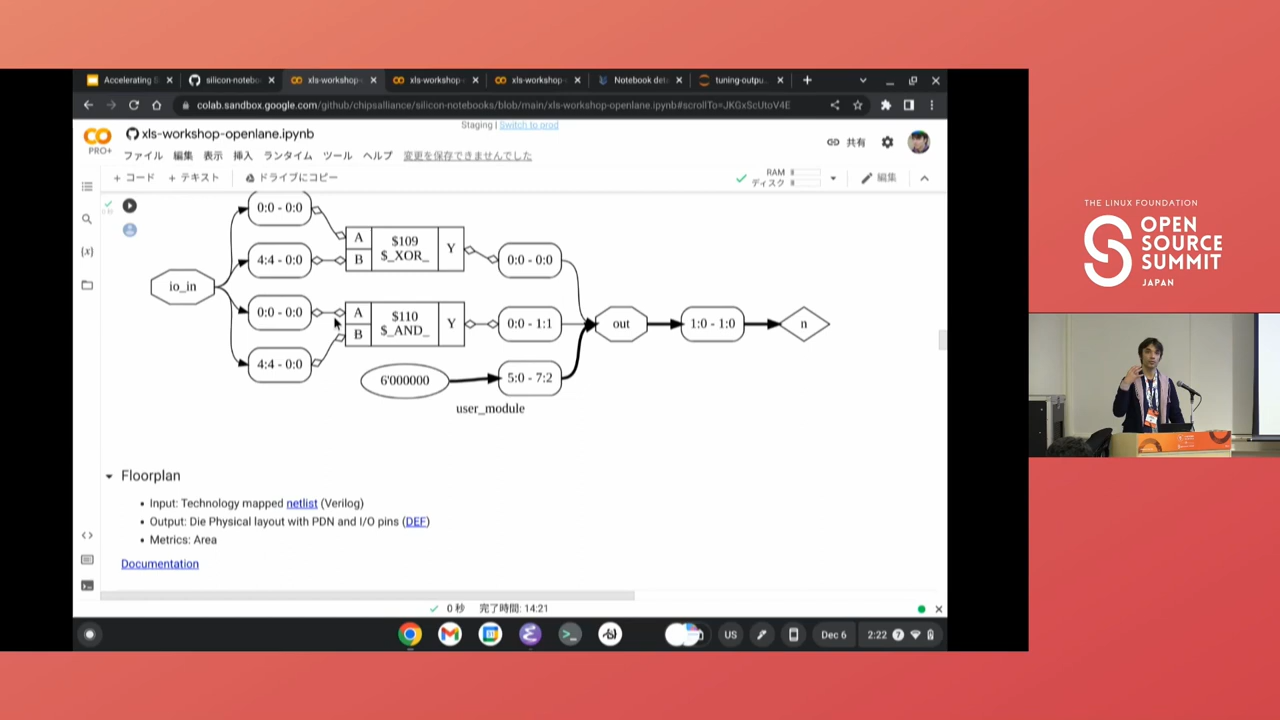 Accelerating S
silicon-notebo
xls-workshop-
xls-workshop-
xls-workshop-
Notebook deta
tuning-outpu
colab.sandbox.google.com/github/chipsalliance/silicon-notebooks/blob/main/xls-workshop-openlane.ipynb#scrollTo=JKGxScUtoV4E
Staging | Switch to prod
PRO+
xls-workshop-openlane.ipynb
共有
ファイル 編集 表示 挿入 ランタイム ツール ヘルプ 変更を保存できませんでした
+ コード + テキスト ドライブにコピー
RAM
ディスク
編集
{x}
0:0 - 0:0
A
B
$109
$_XOR_
Y
4:4 - 0:0
0:0 - 0:0
io_in
0:0 - 0:0
A
B
$110
$_AND_
Y
0:0 - 1:1
out
1:0 - 1:0
n
4:4 - 0:0
6'000000
5:0 - 7:2
user_module
Floorplan
• Input: Technology mapped netlist (Verilog)
• Output: Die Physical layout with PDN and I/O pins (DEF)
• Metrics: Area
Documentation
0 秒 完了時間: 14:21
US
Dec 6
2:22
THE LINUX FOUNDATION
OPEN
SOURCE
SUMMIT
JAPAN